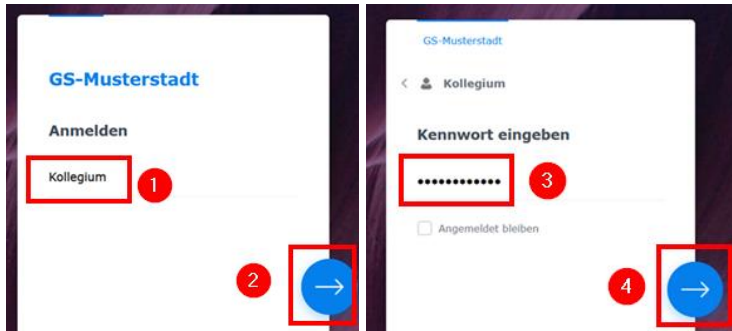 GS-Musterstadt
Anmelden
Kollegium
1
2
GS-Musterstadt
Kollegium
Kennwort eingeben
••••••••••••
3
Angemeldet bleiben
4